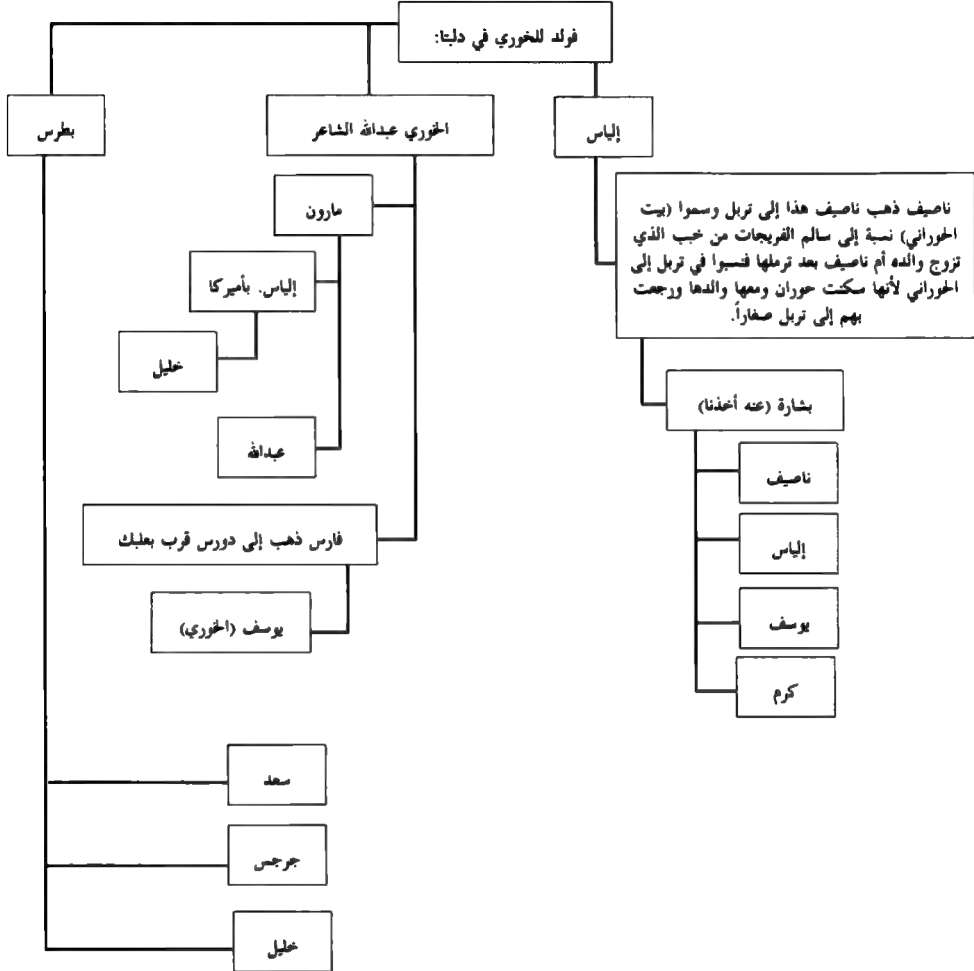 فولد للخوري في دلبتا:
إلياس
الخوري عبدالله الشاعر
بطرس
ناصيف ذهب ناصيف هذا إلى تربل وسموا (بيت
الحوراني) نسبة إلى سالم الفريجات من خبب الذي
تزوج والده أم ناصيف بعد ترملها فنسبوا في تربل إلى
الحوراني لأنها سكنت حوران ومعها والدها ورجعت
بهم إلى تربل صغاراً.
مارون
إلياس. بأميركا
خليل
عبدالله
بشارة (عنه أخذنا)
ناصيف
إلياس
يوسف
كرم
فارس ذهب إلى دورس قرب بعلبك
يوسف (الخوري)
سعد
جرجس
خليل